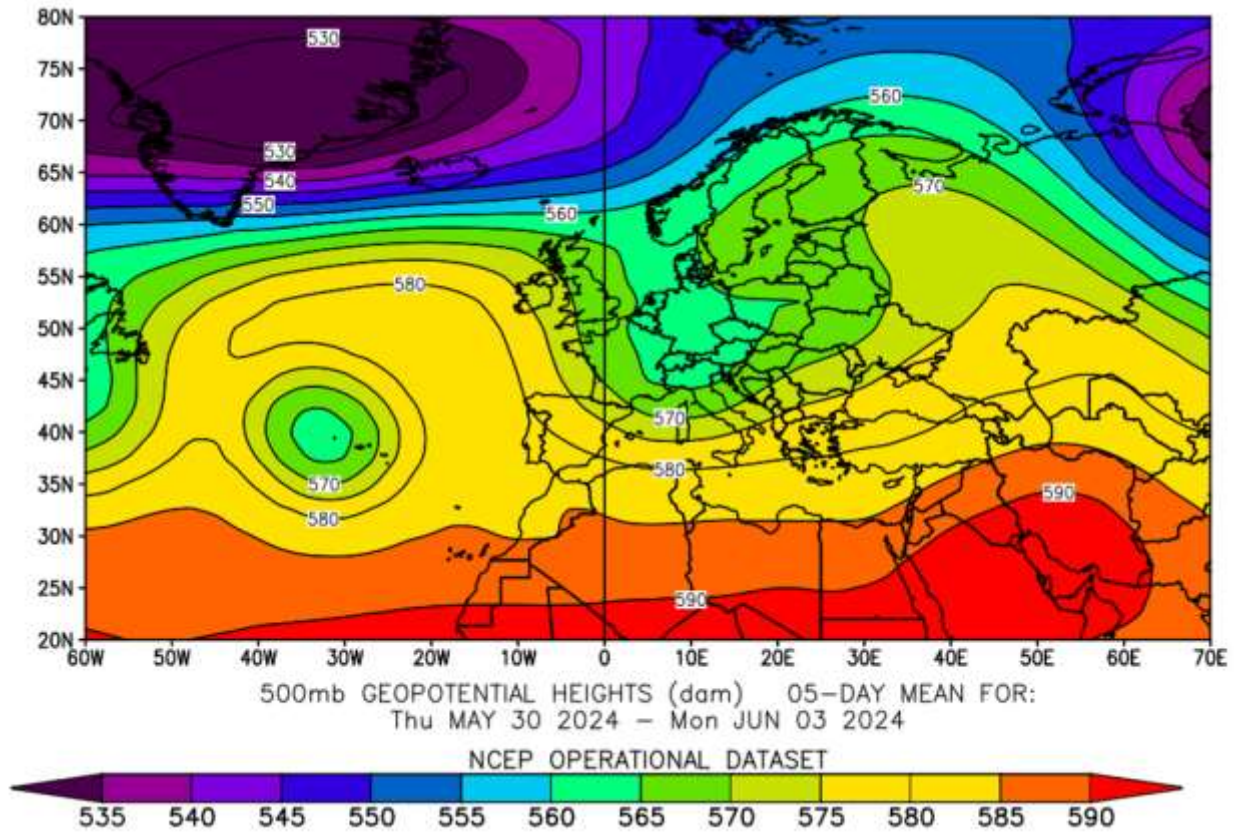 80N
530
75N
560
70N
530
65N
540
570
550
560
60N
55N
580
50N
45N
570
40N
580
570
35N
590
580
30N
25N
590
20N
60W 50W 40W 30W 20W 10W 0 10E 20E 30E 40E 50E 60E 70E
500mb GEOPOTENTIAL HEIGHTS (dam) 05-DAY MEAN FOR:
Thu MAY 30 2024 – Mon JUN 03 2024
NCEP OPERATIONAL DATASET
535 540 545 550 555 560 565 570 575 580 585 590